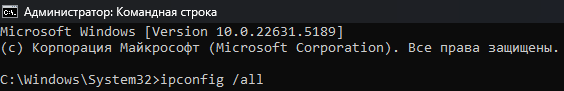 Администратор: Командная строка
Microsoft Windows [Version 10.0.22631.5189]
(c) Корпорация Майкрософт (Microsoft Corporation). Все права защищены.
C:\Windows\System32>ipconfig /all